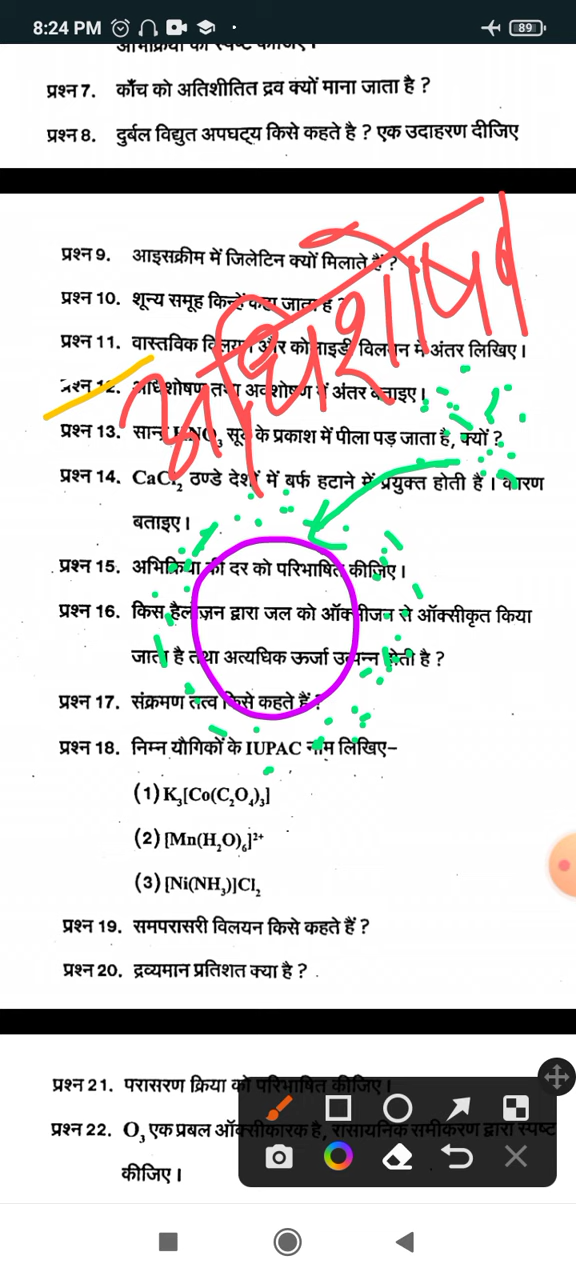 8:24 PM
89
प्रश्न 7. काँच को अतिशीतित द्रव क्यों माना जाता है ?
प्रश्न 8. दुर्बल विद्युत अपघट्य किसे कहते है ? एक उदाहरण दीजिए
अधिशोषण
प्रश्न 9. आइसक्रीम में जिलेटिन क्यों मिलाते हैं ?
प्रश्न 10. शून्य समूह किन्हें कहा जाता है ?
प्रश्न 11. वास्तविक विलयन और कोलाइडी विलयन में अंतर लिखिए ।
प्रश्न 12. अधिशोषण तथा अवशोषण में अंतर बताइए ।
प्रश्न 13. सान्द्र HNO₃ सूर्य के प्रकाश में पीला पड़ जाता है, क्यों ?
प्रश्न 14. CaCl₂ ठण्डे देशों में बर्फ हटाने में प्रयुक्त होती है । कारण
बताइए ।
प्रश्न 15. अभिक्रिया की दर को परिभाषित कीजिए ।
प्रश्न 16. किस हैलोज़न द्वारा जल को ऑक्सीजन से ऑक्सीकृत किया
जाता है तथा अत्यधिक ऊर्जा उत्पन्न होती है ?
प्रश्न 17. संक्रमण तत्व किसे कहते हैं ?
प्रश्न 18. निम्न यौगिकों के IUPAC नाम लिखिए–
(1) K₃[Co(C₂O₄)₃]
(2) [Mn(H₂O)₆]²⁺
(3) [Ni(NH₃)]Cl₂
प्रश्न 19. समपरासरी विलयन किसे कहते हैं ?
प्रश्न 20. द्रव्यमान प्रतिशत क्या है ?
प्रश्न 21. परासरण क्रिया को परिभाषित कीजिए ।
प्रश्न 22. O₃ एक प्रबल ऑक्सीकारक है, रासायनिक समीकरण द्वारा स्पष्ट
कीजिए ।